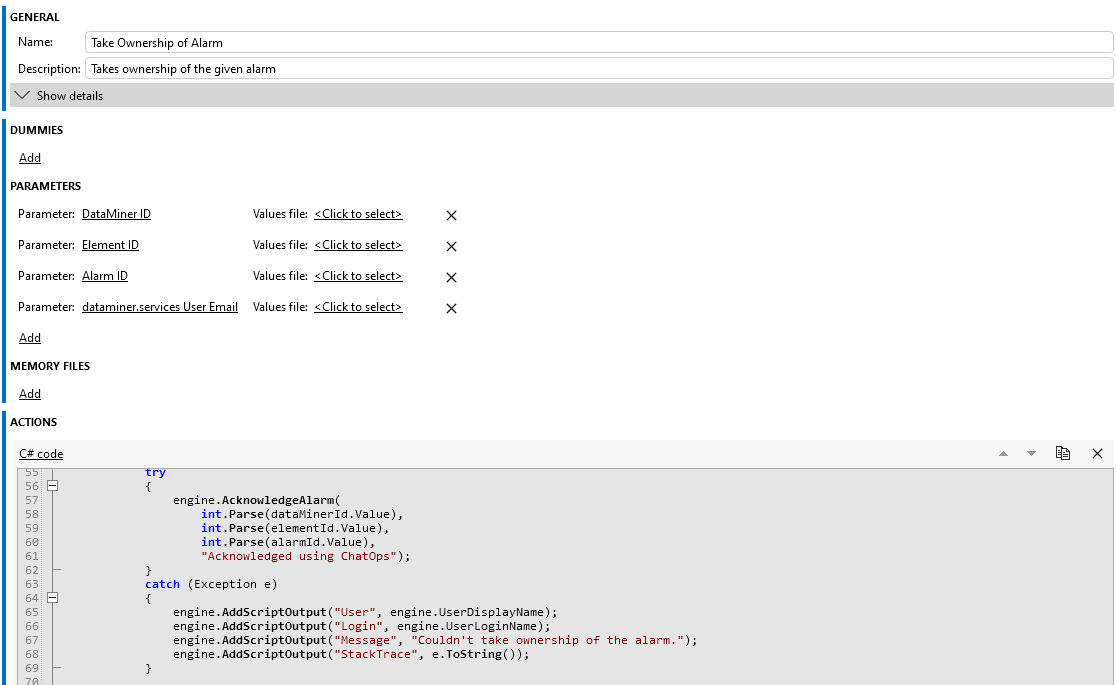 GENERAL
Name: Take Ownership of Alarm
Description: Takes ownership of the given alarm
Show details
DUMMIES
Add
PARAMETERS
Parameter: DataMiner ID Values file: <Click to select>
Parameter: Element ID Values file: <Click to select>
Parameter: Alarm ID Values file: <Click to select>
Parameter: dataminer.services User Email Values file: <Click to select>
Add
MEMORY FILES
Add
ACTIONS
C# code
55 try
56 {
57 engine.AcknowledgeAlarm(
58 int.Parse(dataMinerId.Value),
59 int.Parse(elementId.Value),
60 int.Parse(alarmId.Value),
61 "Acknowledged using ChatOps");
62 }
63 catch (Exception e)
64 {
65 engine.AddScriptOutput("User", engine.UserDisplayName);
66 engine.AddScriptOutput("Login", engine.UserLoginName);
67 engine.AddScriptOutput("Message", "Couldn't take ownership of the alarm.");
68 engine.AddScriptOutput("StackTrace", e.ToString());
69 }
70